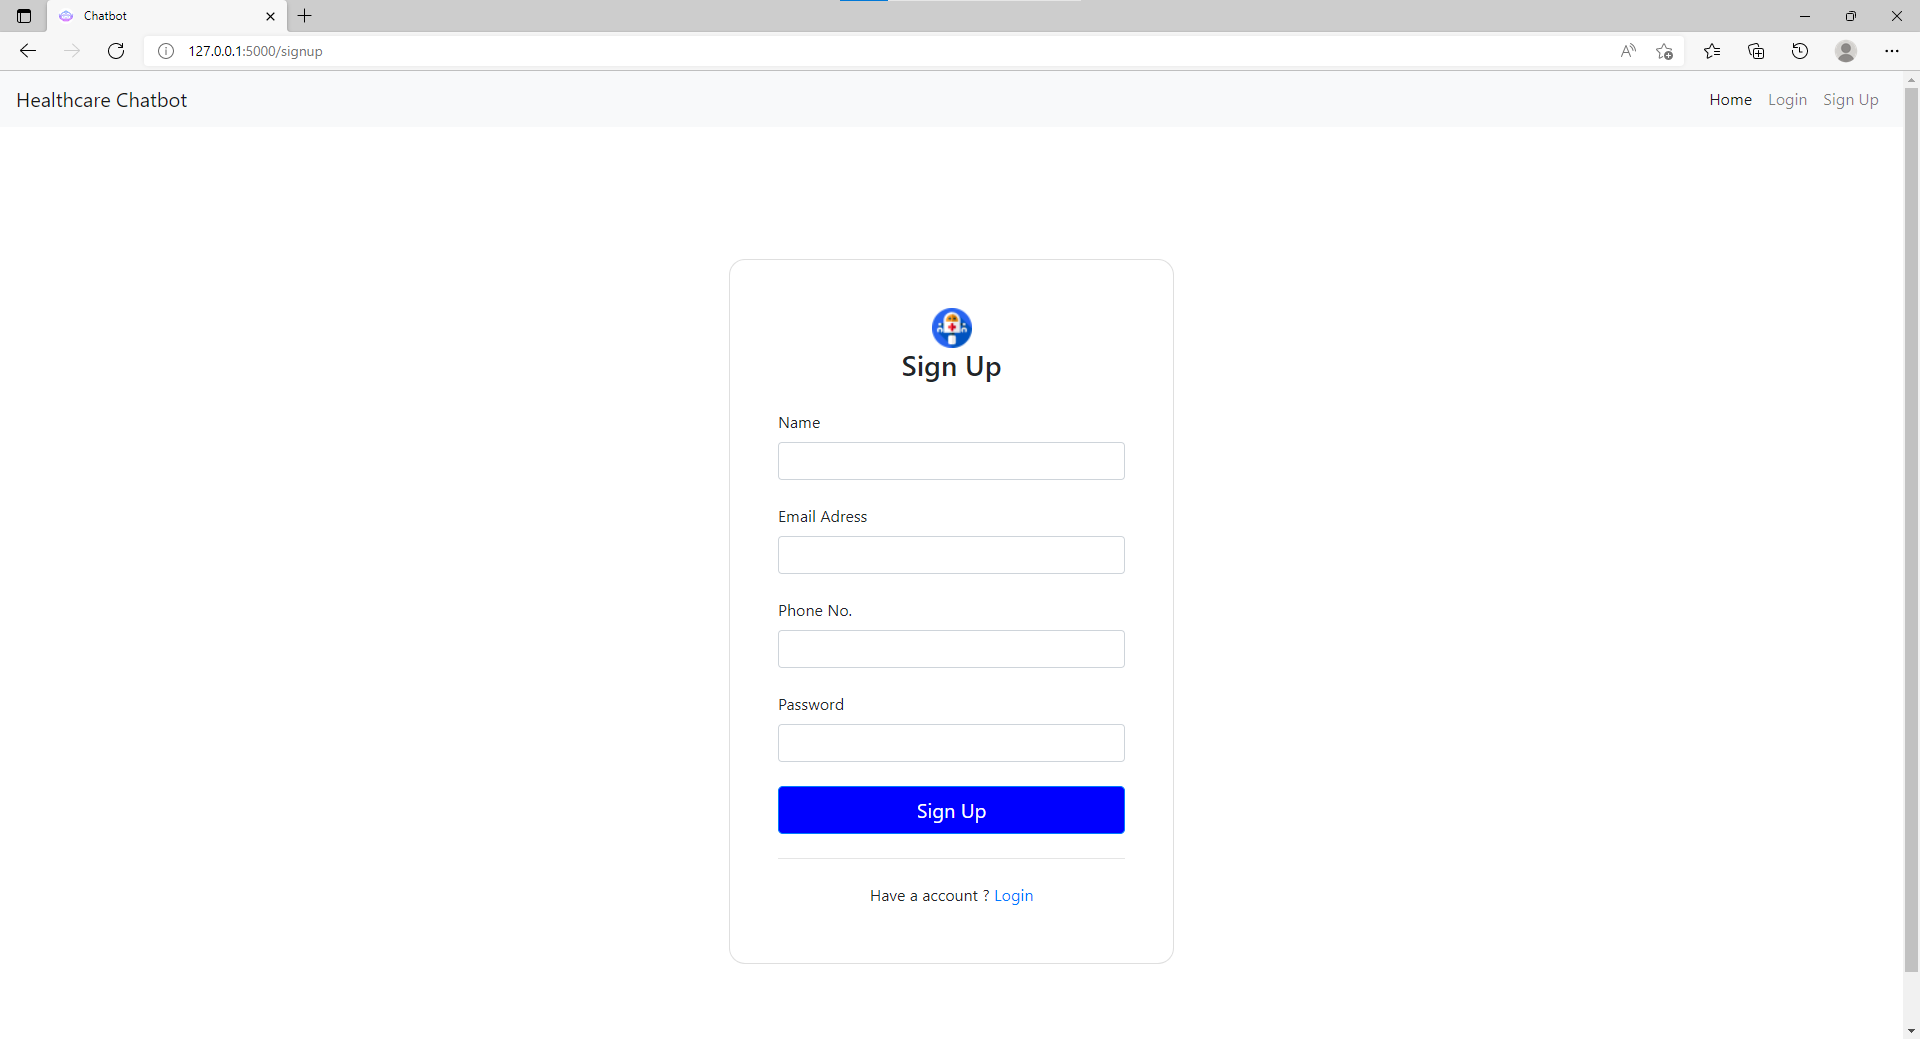 Chatbot
127.0.0.1:5000/signup
Healthcare Chatbot
Home Login Sign Up
Sign Up
Name
Email Adress
Phone No.
Password
Sign Up
Have a account ? Login